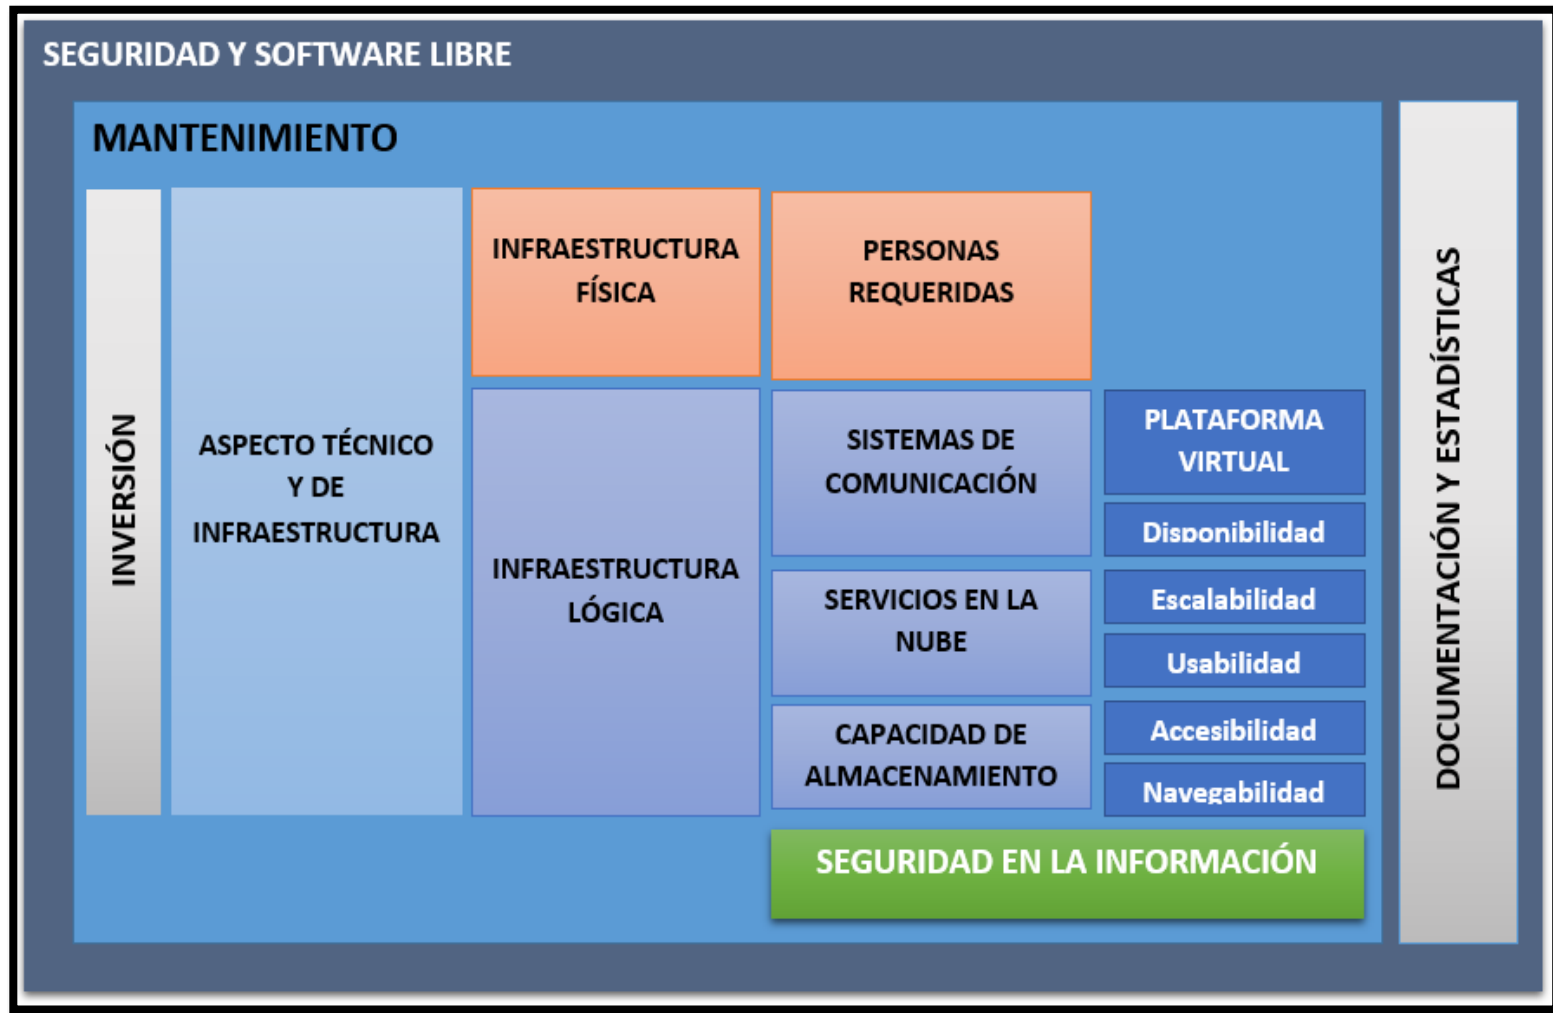 SEGURIDAD Y SOFTWARE LIBRE
MANTENIMIENTO
INVERSIÓN
ASPECTO TÉCNICO
Y DE
INFRAESTRUCTURA
INFRAESTRUCTURA
FÍSICA
INFRAESTRUCTURA
LÓGICA
PERSONAS
REQUERIDAS
SISTEMAS DE
COMUNICACIÓN
SERVICIOS EN LA
NUBE
CAPACIDAD DE
ALMACENAMIENTO
PLATAFORMA
VIRTUAL
Disponibilidad
Escalabilidad
Usabilidad
Accesibilidad
Navegabilidad
SEGURIDAD EN LA INFORMACIÓN
DOCUMENTACIÓN Y ESTADÍSTICAS